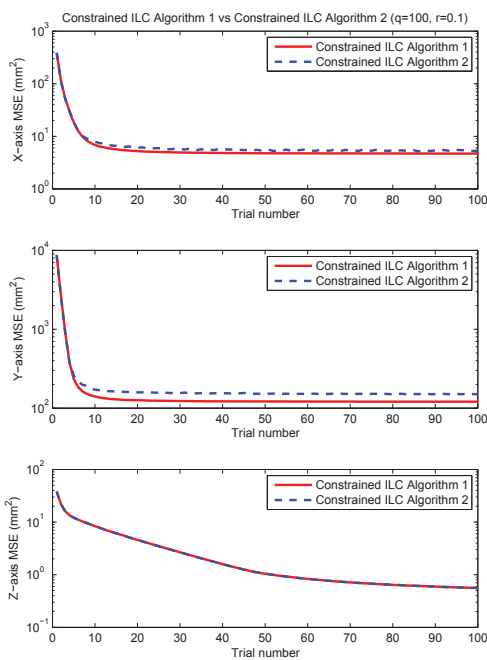 Constrained ILC Algorithm 1 vs Constrained ILC Algorithm 2 (q=100, r=0.1)
10^3
10^2
10^1
10^0
X−axis MSE (mm^2)
Constrained ILC Algorithm 1
Constrained ILC Algorithm 2
0 10 20 30 40 50 60 70 80 90 100
Trial number
10^4
10^3
10^2
Y−axis MSE (mm^2)
Constrained ILC Algorithm 1
Constrained ILC Algorithm 2
0 10 20 30 40 50 60 70 80 90 100
Trial number
10^2
10^1
10^0
10^−1
Z−axis MSE (mm^2)
Constrained ILC Algorithm 1
Constrained ILC Algorithm 2
0 10 20 30 40 50 60 70 80 90 100
Trial number